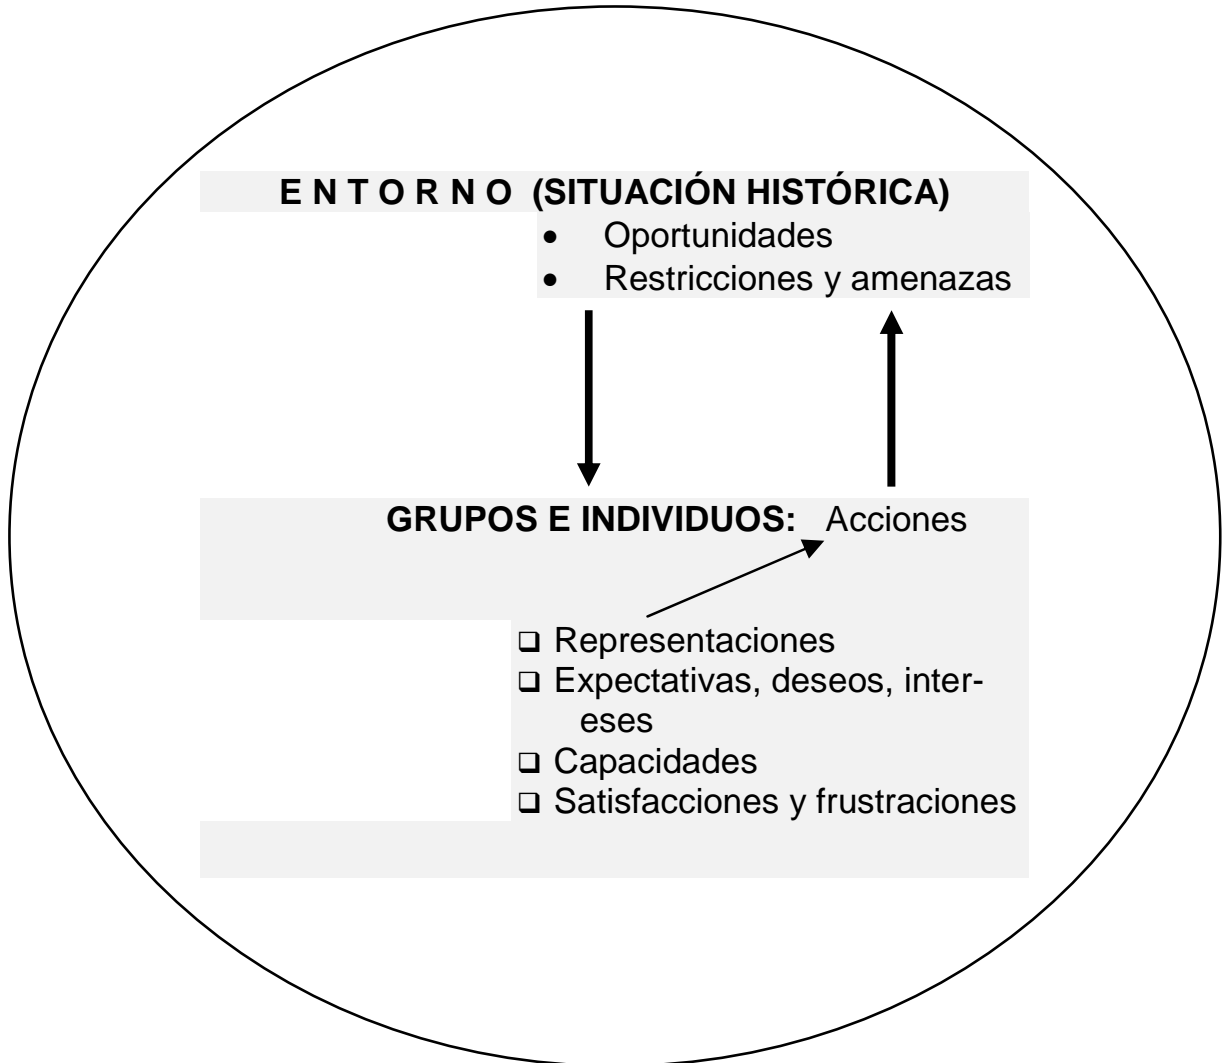 E N T O R N O (SITUACIÓN HISTÓRICA)
• Oportunidades
• Restricciones y amenazas
GRUPOS E INDIVIDUOS: Acciones
❑ Representaciones
❑ Expectativas, deseos, inter-
eses
❑ Capacidades
❑ Satisfacciones y frustraciones